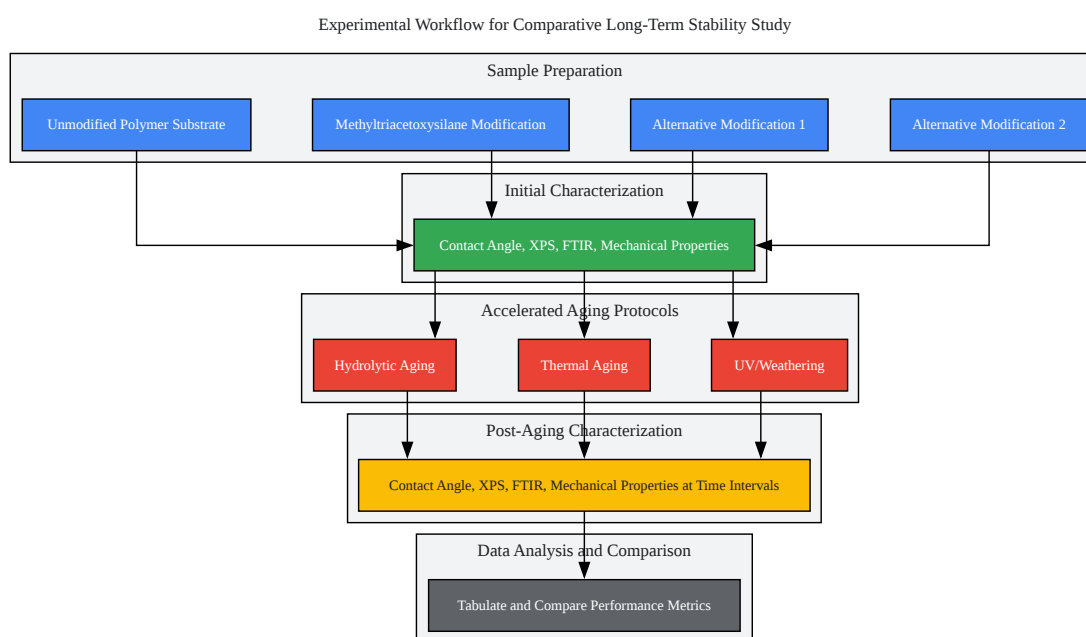 Experimental Workflow for Comparative Long-Term Stability Study
Sample Preparation
Unmodified Polymer Substrate
Methyltriacetoxysilane Modification
Alternative Modification 1
Alternative Modification 2
Initial Characterization
Contact Angle, XPS, FTIR, Mechanical Properties
Accelerated Aging Protocols
Hydrolytic Aging
Thermal Aging
UV/Weathering
Post-Aging Characterization
Contact Angle, XPS, FTIR, Mechanical Properties at Time Intervals
Data Analysis and Comparison
Tabulate and Compare Performance Metrics